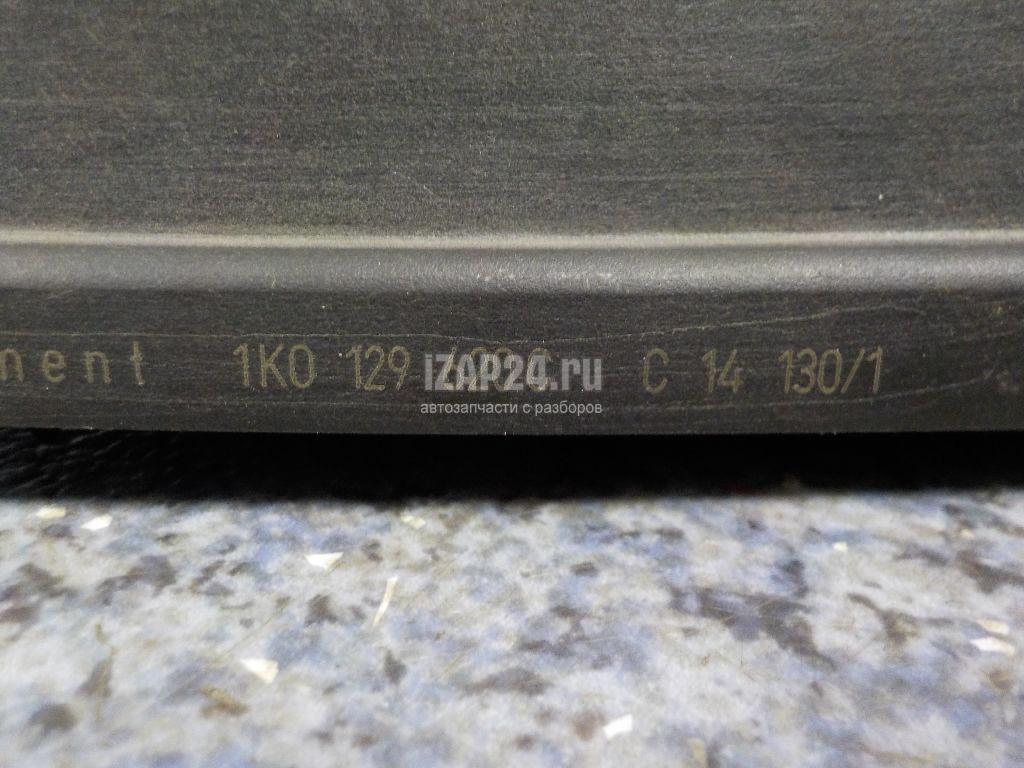 nent 1K0 129 C 14 130/1
iZAP24.ru
автозапчасти с разборов